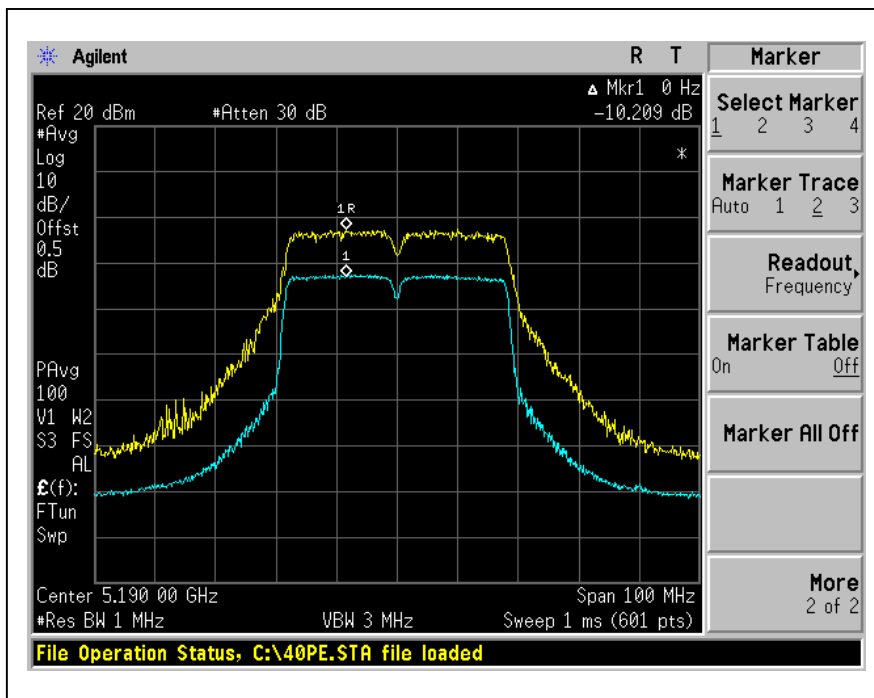 Agilent R T
Marker
Δ Mkr1 0 Hz
Ref 20 dBm #Atten 30 dB -10.209 dB
#Avg
Log
10
dB/
Offst
0.5
dB
PAvg
100
V1 W2
S3 FS
AL
£(f):
FTun
Swp
*
1R
1
Center 5.190 00 GHz Span 100 MHz
#Res BW 1 MHz VBW 3 MHz Sweep 1 ms (601 pts)
File Operation Status, C:\40PE.STA file loaded
Select Marker
1 2 3 4
Marker Trace
Auto 1 2 3
Readout
Frequency
Marker Table
On Off
Marker All Off
More
2 of 2